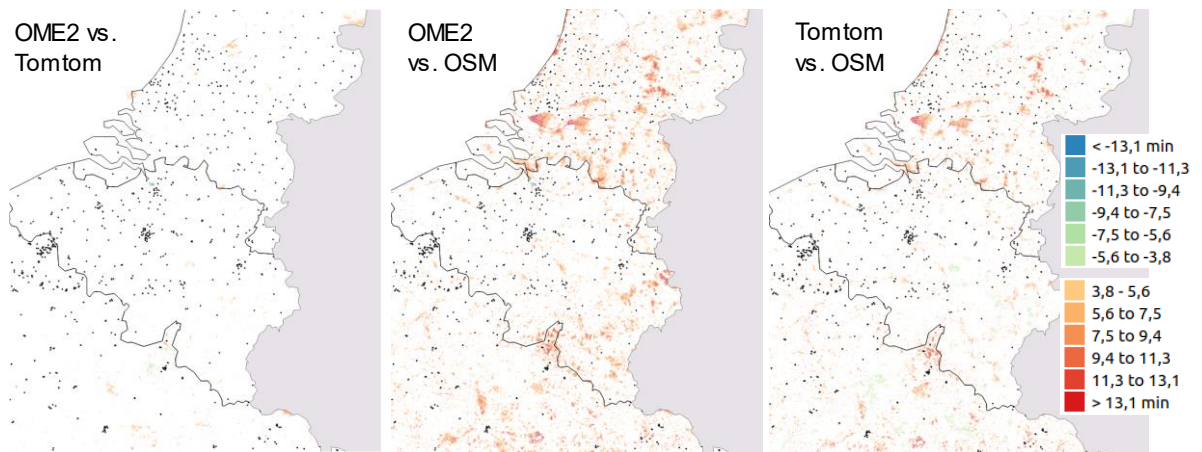 OME2 vs.
Tomtom
OME2
vs. OSM
Tomtom
vs. OSM
< -13,1 min
-13,1 to -11,3
-11,3 to -9,4
-9,4 to -7,5
-7,5 to -5,6
-5,6 to -3,8
3,8 - 5,6
5,6 to 7,5
7,5 to 9,4
9,4 to 11,3
11,3 to 13,1
> 13,1 min